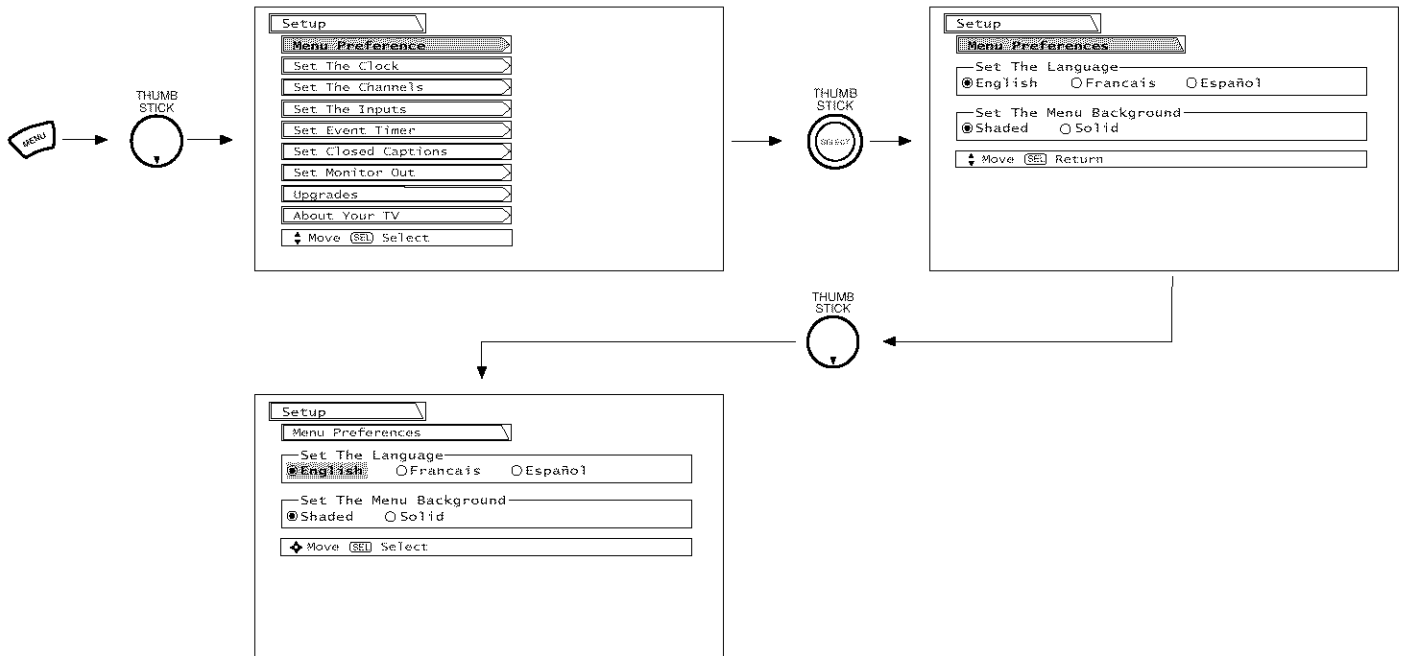 MENU
THUMB
STICK
Setup
Menu Preference
Set The Clock
Set The Channels
Set The Inputs
Set Event Timer
Set Closed Captions
Set Monitor Out
Upgrades
About Your TV
Move SEL Select
THUMB
STICK
SELECT
Setup
Menu Preferences
Set The Language
English Francais Español
Set The Menu Background
Shaded Solid
Move SEL Return
THUMB
STICK
Setup
Menu Preferences
Set The Language
English Francais Español
Set The Menu Background
Shaded Solid
Move SEL Select